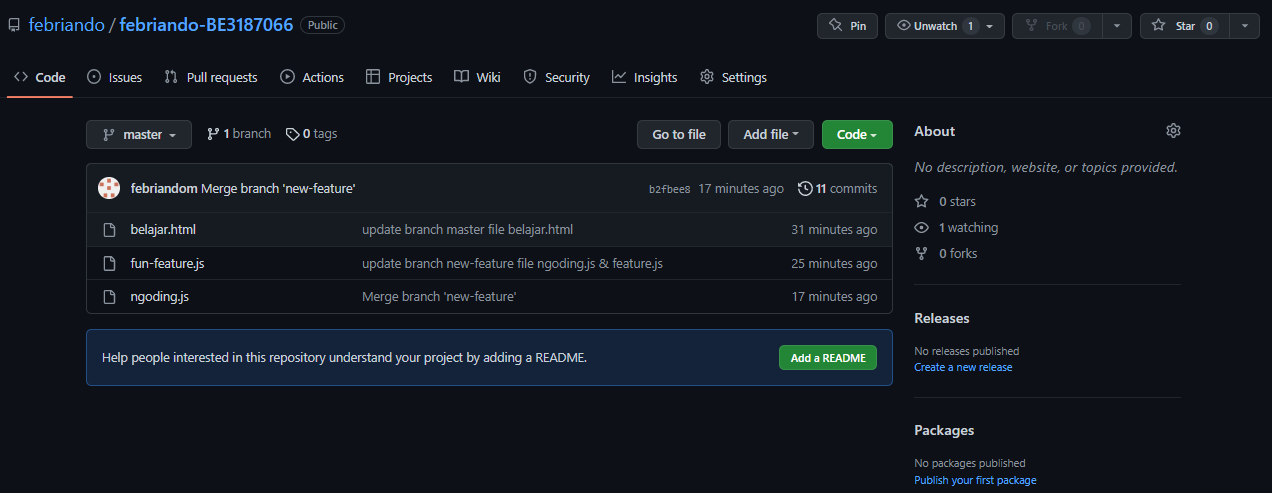 febriando / febriando-BE3187066 Public Pin Unwatch 1 Fork 0 Star 0
Code Issues Pull requests Actions Projects Wiki Security Insights Settings
master 1 branch 0 tags Go to file Add file Code
febriandom Merge branch 'new-feature' b2fbee8 17 minutes ago 11 commits
belajar.html update branch master file belajar.html 31 minutes ago
fun-feature.js update branch new-feature file ngoding.js & feature.js 25 minutes ago
ngoding.js Merge branch 'new-feature' 17 minutes ago
Help people interested in this repository understand your project by adding a README. Add a README
About
No description, website, or topics provided.
0 stars
1 watching
0 forks
Releases
No releases published
Create a new release
Packages
No packages published
Publish your first package